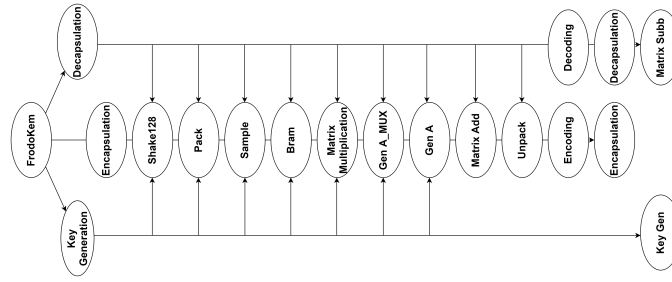 FrodoKem
Decapsulation
Encapsulation
Key
Generation
Shake128
Pack
Sample
Bram
Matrix
Multiplication
Gen A_MUX
Gen A
Matrix Add
Unpack
Decoding
Encoding
Decapsulation
Encapsulation
Matrix Subb
Key Gen